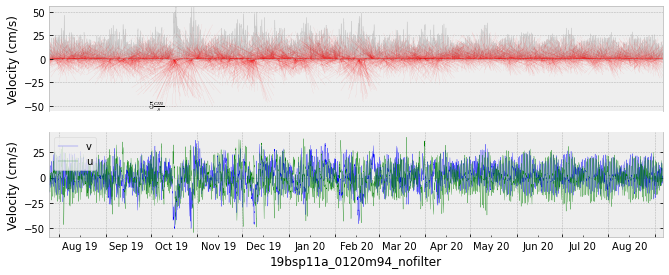 Velocity (cm/s)
50
25
0
−25
−50
5 cm/s
Velocity (cm/s)
25
0
−25
−50
v
u
Aug 19 Sep 19 Oct 19 Nov 19 Dec 19 Jan 20 Feb 20 Mar 20 Apr 20 May 20 Jun 20 Jul 20 Aug 20
19bsp11a_0120m94_nofilter